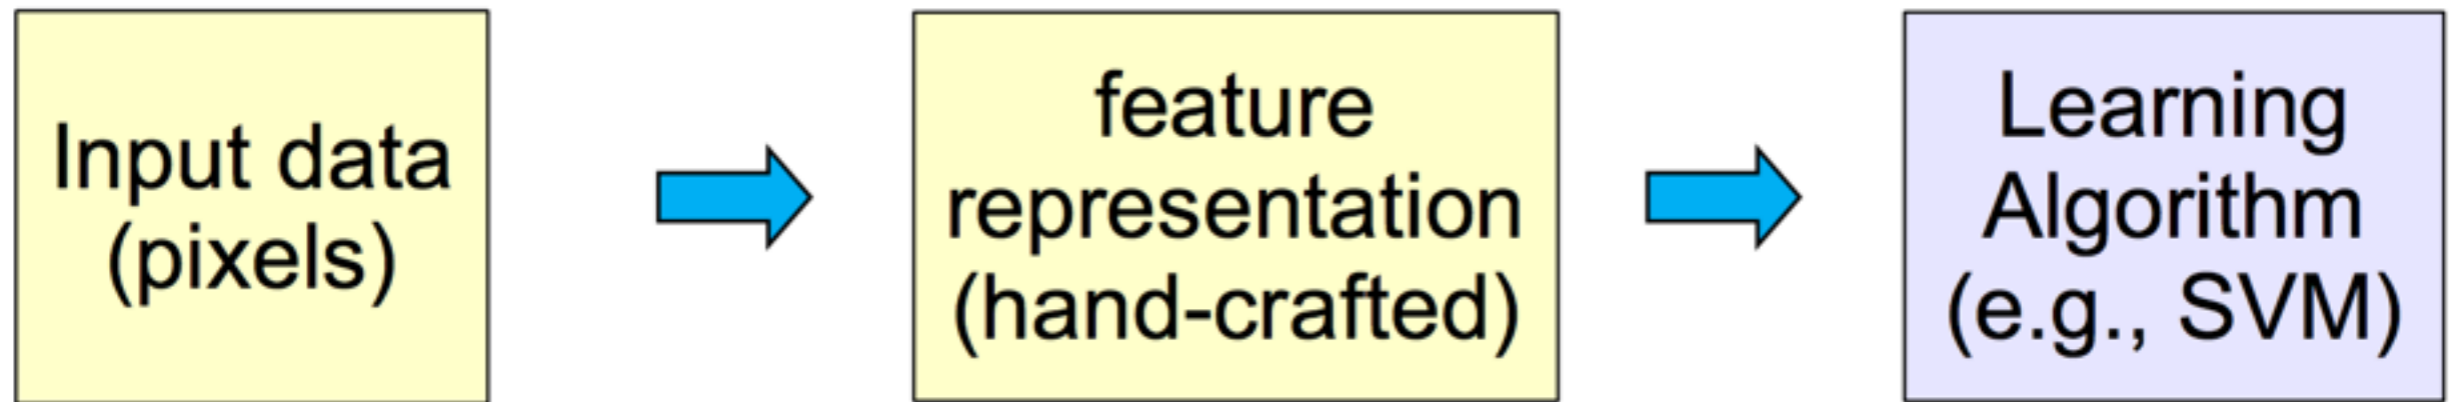 Input data
(pixels)
feature
representation
(hand-crafted)
Learning
Algorithm
(e.g., SVM)